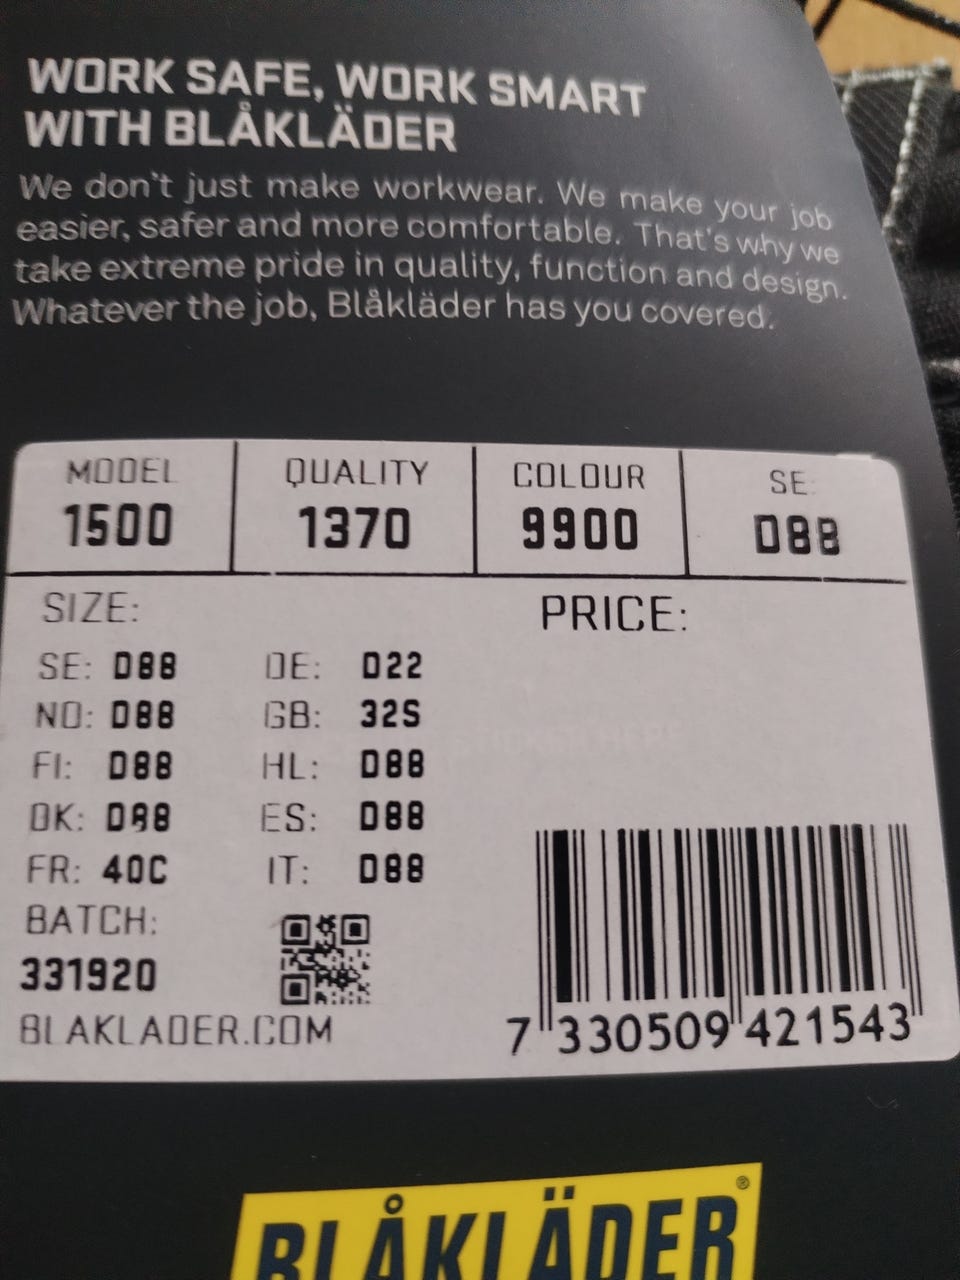 WORK SAFE, WORK SMART
WITH BLÅKLÄDER
We don't just make workwear. We make your job
easier, safer and more comfortable. That's why we
take extreme pride in quality, function and design.
Whatever the job, Blåkläder has you covered.
MODEL QUALITY COLOUR SE
1500 1370 9900 D88
SIZE: PRICE:
SE: D88 DE: D22
NO: D88 GB: 32S
FI: D88 HL: D88
DK: D88 ES: D88
FR: 40C IT: D88
BATCH:
331920
BLAKLADER.COM
7 330509 421543
BLÅKLÄDER®